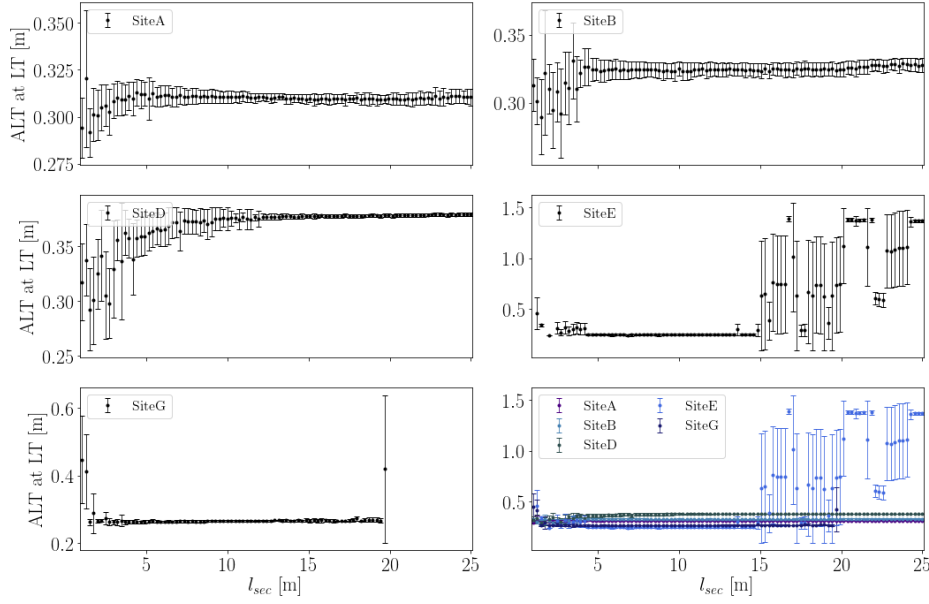 0.350
0.325
0.300
0.275
ALT at LT [m]
SiteA
0.35
0.30
ALT at LT [m]
SiteB
0.35
0.30
0.25
ALT at LT [m]
SiteD
1.5
1.0
0.5
SiteE
0.6
0.4
0.2
ALT at LT [m]
SiteG
5
10
15
20
25
l_sec [m]
1.5
1.0
0.5
SiteA
SiteB
SiteD
SiteE
SiteG
5
10
15
20
25
l_sec [m]